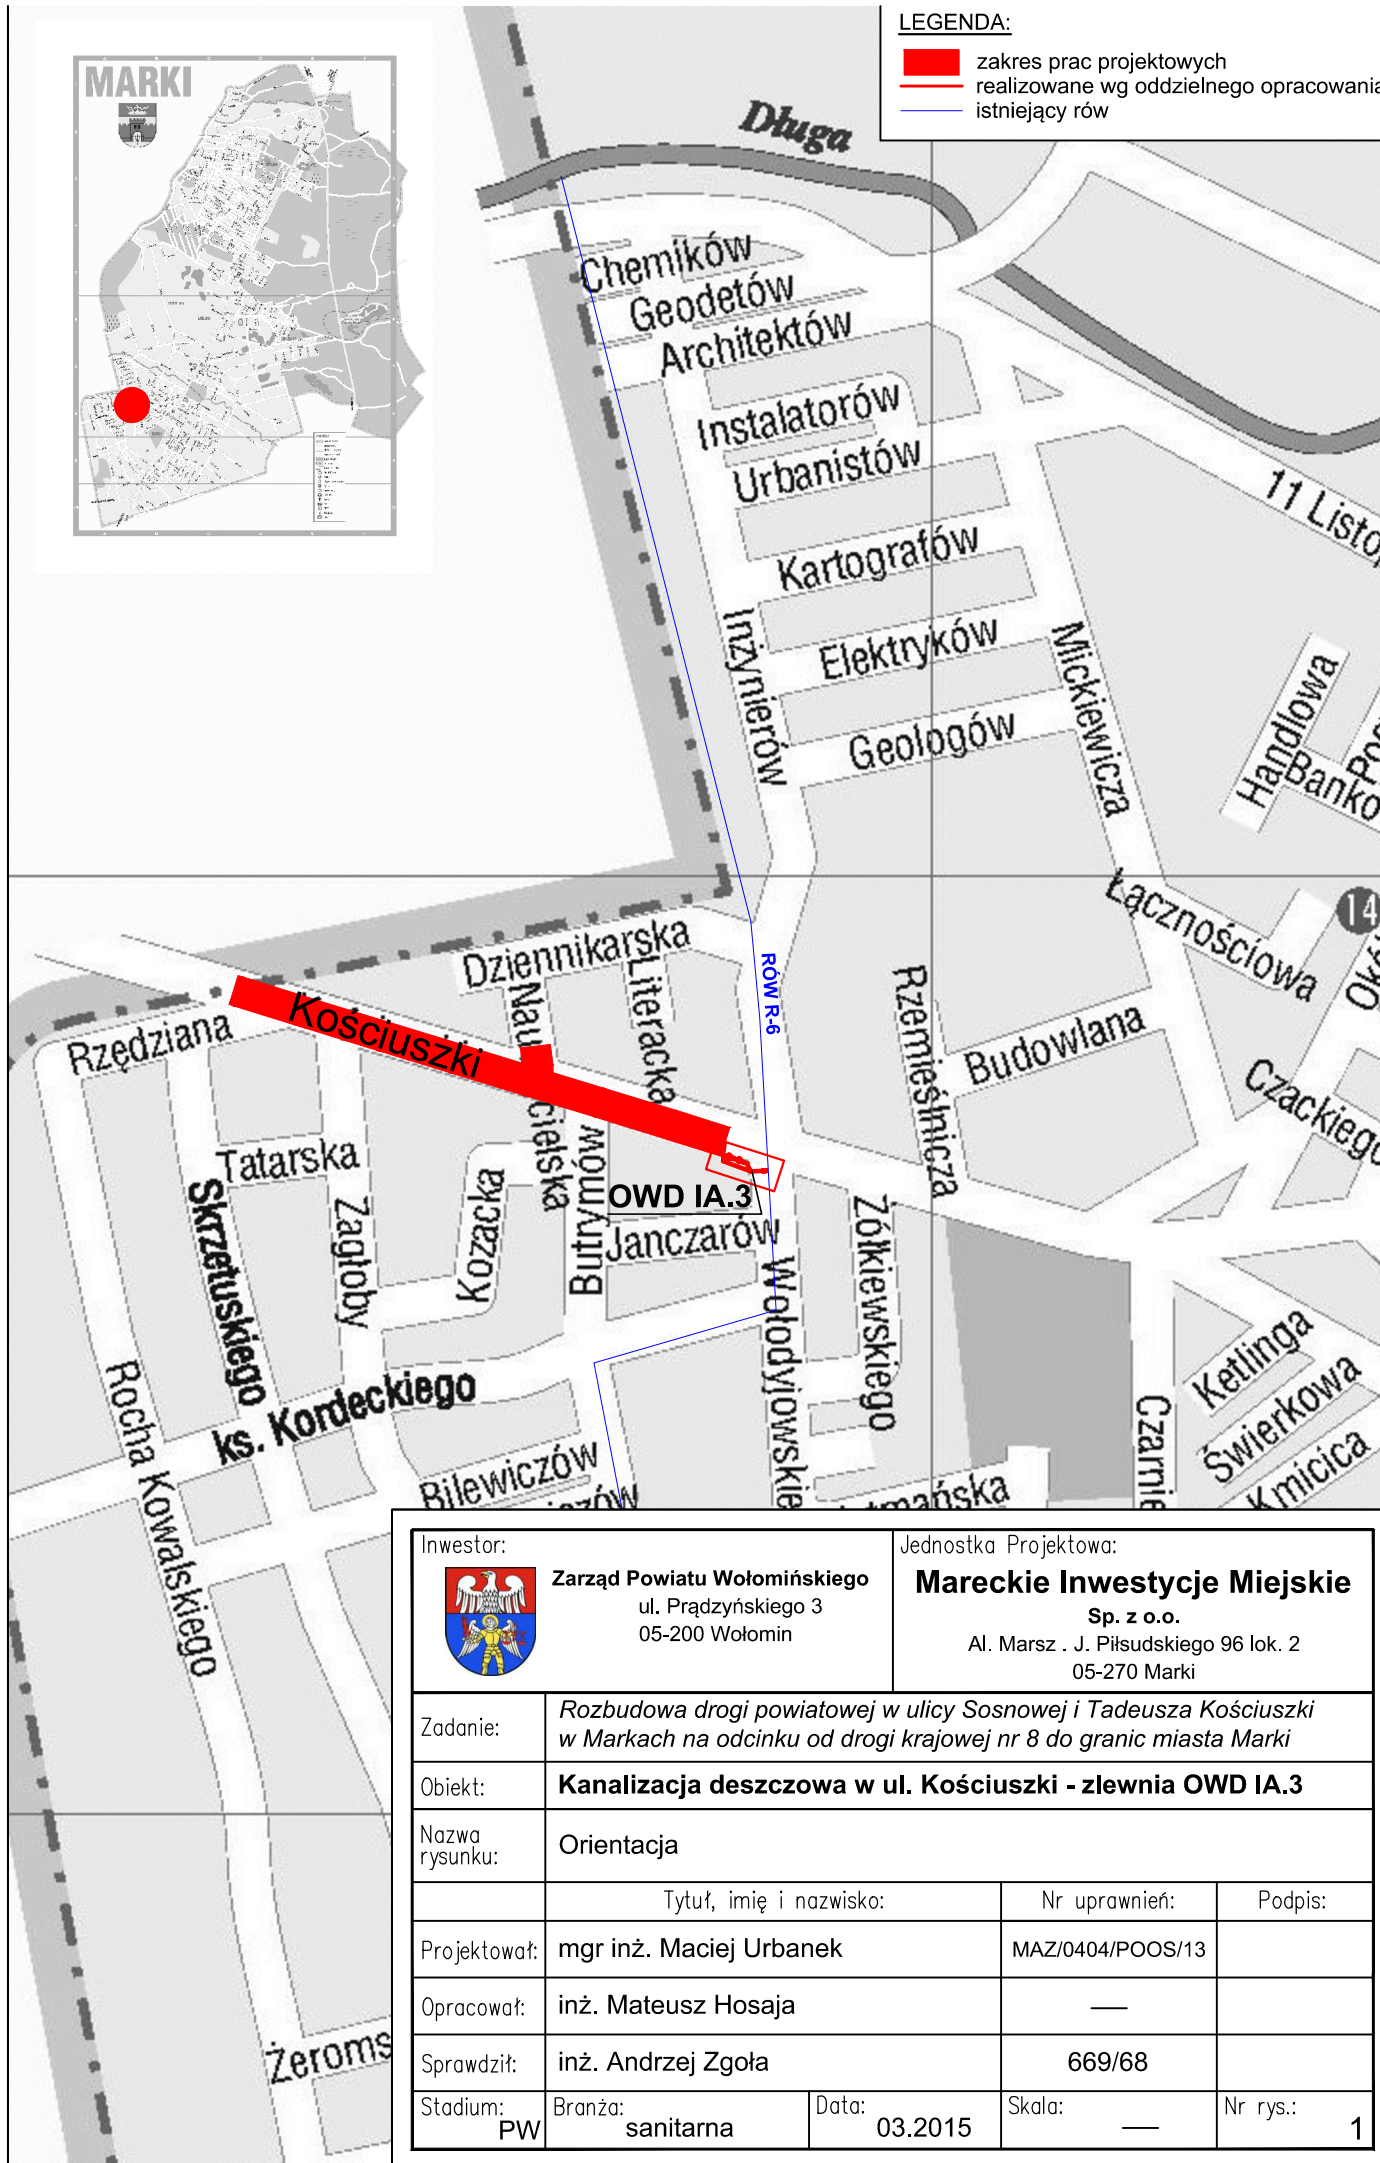 MARKI
LEGENDA:
zakres prac projektowych
realizowane wg oddzielnego opracowania
istniejący rów
Długa
Chemików
Geodetów
Architektów
Instalatorów
Urbanistów
Kartografów
Elektryków
Geologów
Inżynierów
Mickiewicza
11 Listo
Handlowa
Banko
Łącznościowa
14
Dziennikarska
Literacka
RÓW R-6
Rzemieślnicza
Budowlana
Czackiego
Kościuszki
Rzędziana
Tatarska
Skrzetuskiego
Zagłoby
Kozacka
Butrymów
OWD IA.3
Janczarów
Wołodyjowskie
Żółkiewskiego
Ketlinga
Świerkowa
Kmicica
Czarnie
ks. Kordeckiego
Rocha Kowalskiego
Bilewiczów
Żeroms
Inwestor:
Zarząd Powiatu Wołomińskiego
ul. Prądzyńskiego 3
05-200 Wołomin
Jednostka Projektowa:
Mareckie Inwestycje Miejskie
Sp. z o.o.
Al. Marsz . J. Piłsudskiego 96 lok. 2
05-270 Marki
Zadanie:
Rozbudowa drogi powiatowej w ulicy Sosnowej i Tadeusza Kościuszki
w Markach na odcinku od drogi krajowej nr 8 do granic miasta Marki
Obiekt:
Kanalizacja deszczowa w ul. Kościuszki - zlewnia OWD IA.3
Nazwa
rysunku:
Orientacja
Tytuł, imię i nazwisko:
Nr uprawnień:
Podpis:
Projektował:
mgr inż. Maciej Urbanek
MAZ/0404/POOS/13
Opracował:
inż. Mateusz Hosaja
—
Sprawdził:
inż. Andrzej Zgoła
669/68
Stadium:
PW
Branża:
sanitarna
Data:
03.2015
Skala:
—
Nr rys.:
1